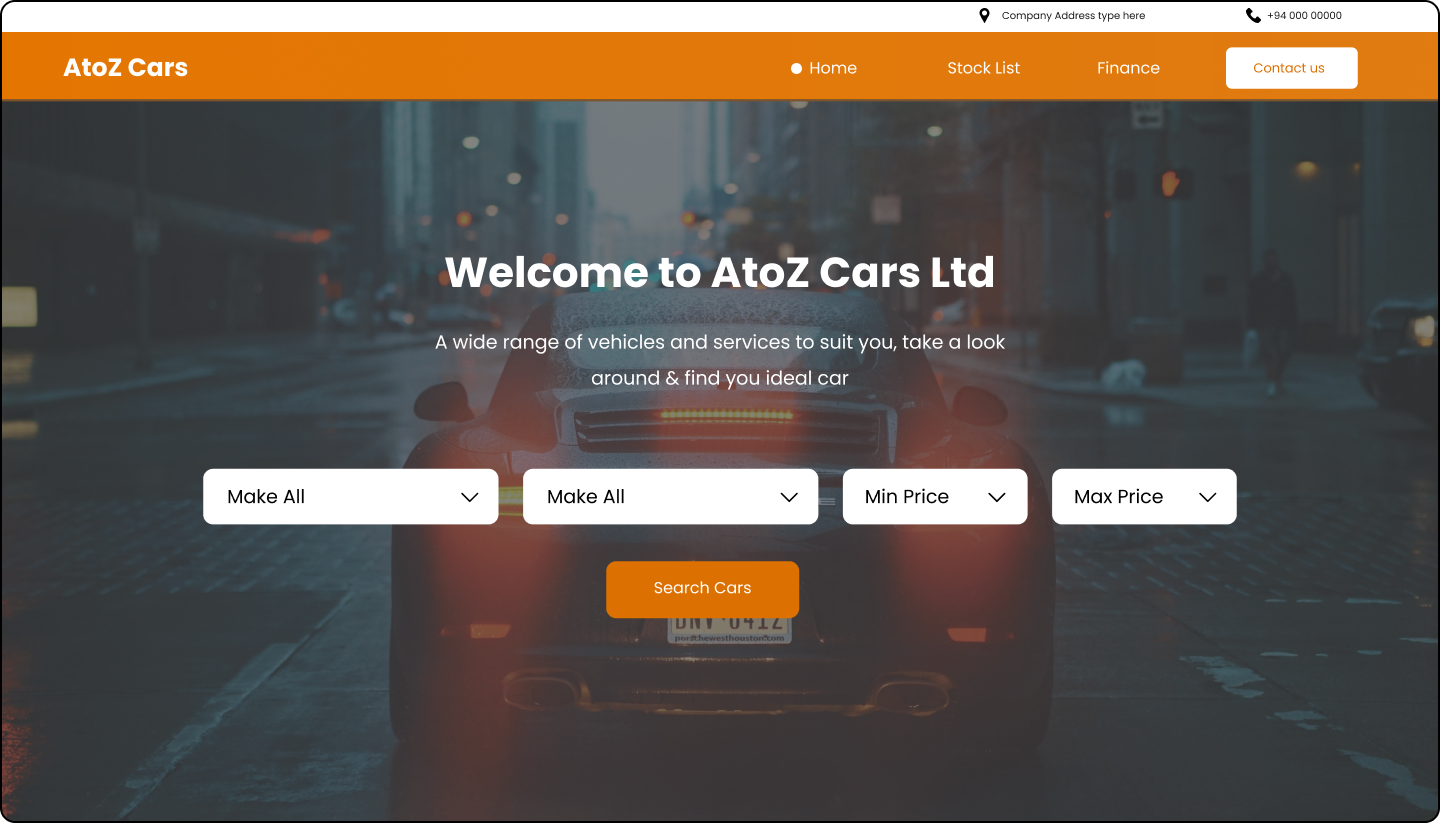 Company Address type here
+94 000 00000
AtoZ Cars
Home
Stock List
Finance
Contact us
Welcome to AtoZ Cars Ltd
A wide range of vehicles and services to suit you, take a look
around & find you ideal car
Make All
Make All
Min Price
Max Price
Search Cars
porschewesthouston.com